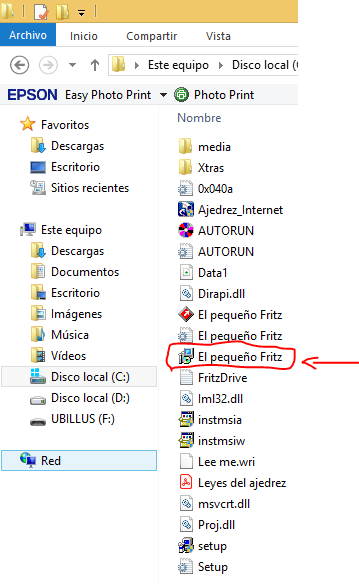 Archivo Inicio Compartir Vista
Este equipo Disco local (
EPSON Easy Photo Print Photo Print
Favoritos
Descargas
Escritorio
Sitios recientes
Este equipo
Descargas
Documentos
Escritorio
Imágenes
Música
Vídeos
Disco local (C:)
Disco local (D:)
UBILLUS (F:)
Red
Nombre
media
Xtras
0x040a
Ajedrez_Internet
AUTORUN
AUTORUN
Data1
Dirapi.dll
El pequeño Fritz
El pequeño Fritz
El pequeño Fritz
FritzDrive
Iml32.dll
instmsia
instmsiw
Lee me.wri
Leyes del ajedrez
msvcrt.dll
Proj.dll
setup
Setup